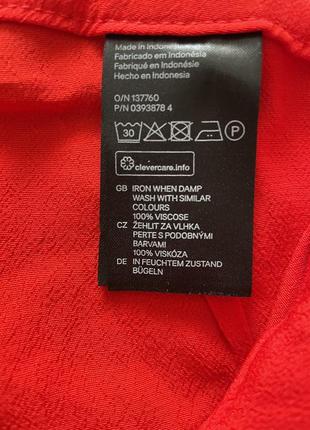 Made in Indonesia
Fabricado em Indonésia
Fabriqué en Indonésie
Hecho en Indonesia
O/N 137760
P/N 0393878 4
30 P
clevercare.info
GB IRON WHEN DAMP
WASH WITH SIMILAR
COLOURS
100% VISCOSE
CZ ŽEHLIT ZA VLHKA
PERTE S PODOBNÝMI
BARVAMI
100% VISKÓZA
DE IN FEUCHTEM ZUSTAND
BÜGELN